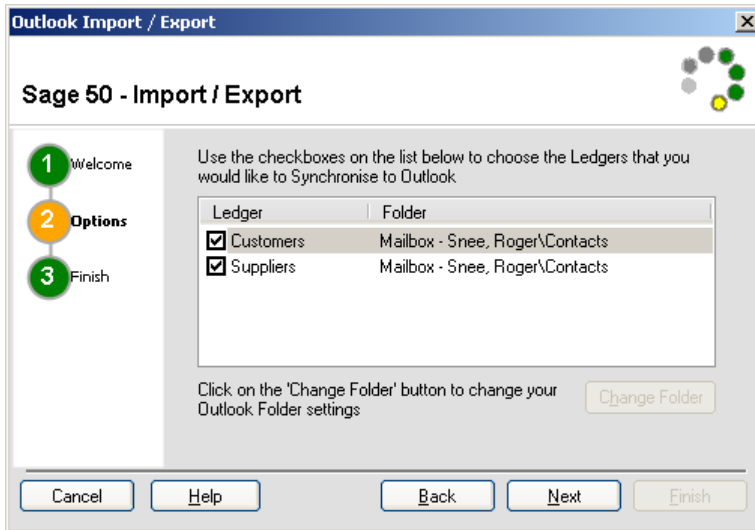 Outlook Import / Export
Sage 50 - Import / Export
1 Welcome
2 Options
3 Finish
Use the checkboxes on the list below to choose the Ledgers that you
would like to Synchronise to Outlook
Ledger Folder
Customers Mailbox - Snee, Roger\Contacts
Suppliers Mailbox - Snee, Roger\Contacts
Click on the 'Change Folder' button to change your
Outlook Folder settings
Change Folder
Cancel Help Back Next Finish